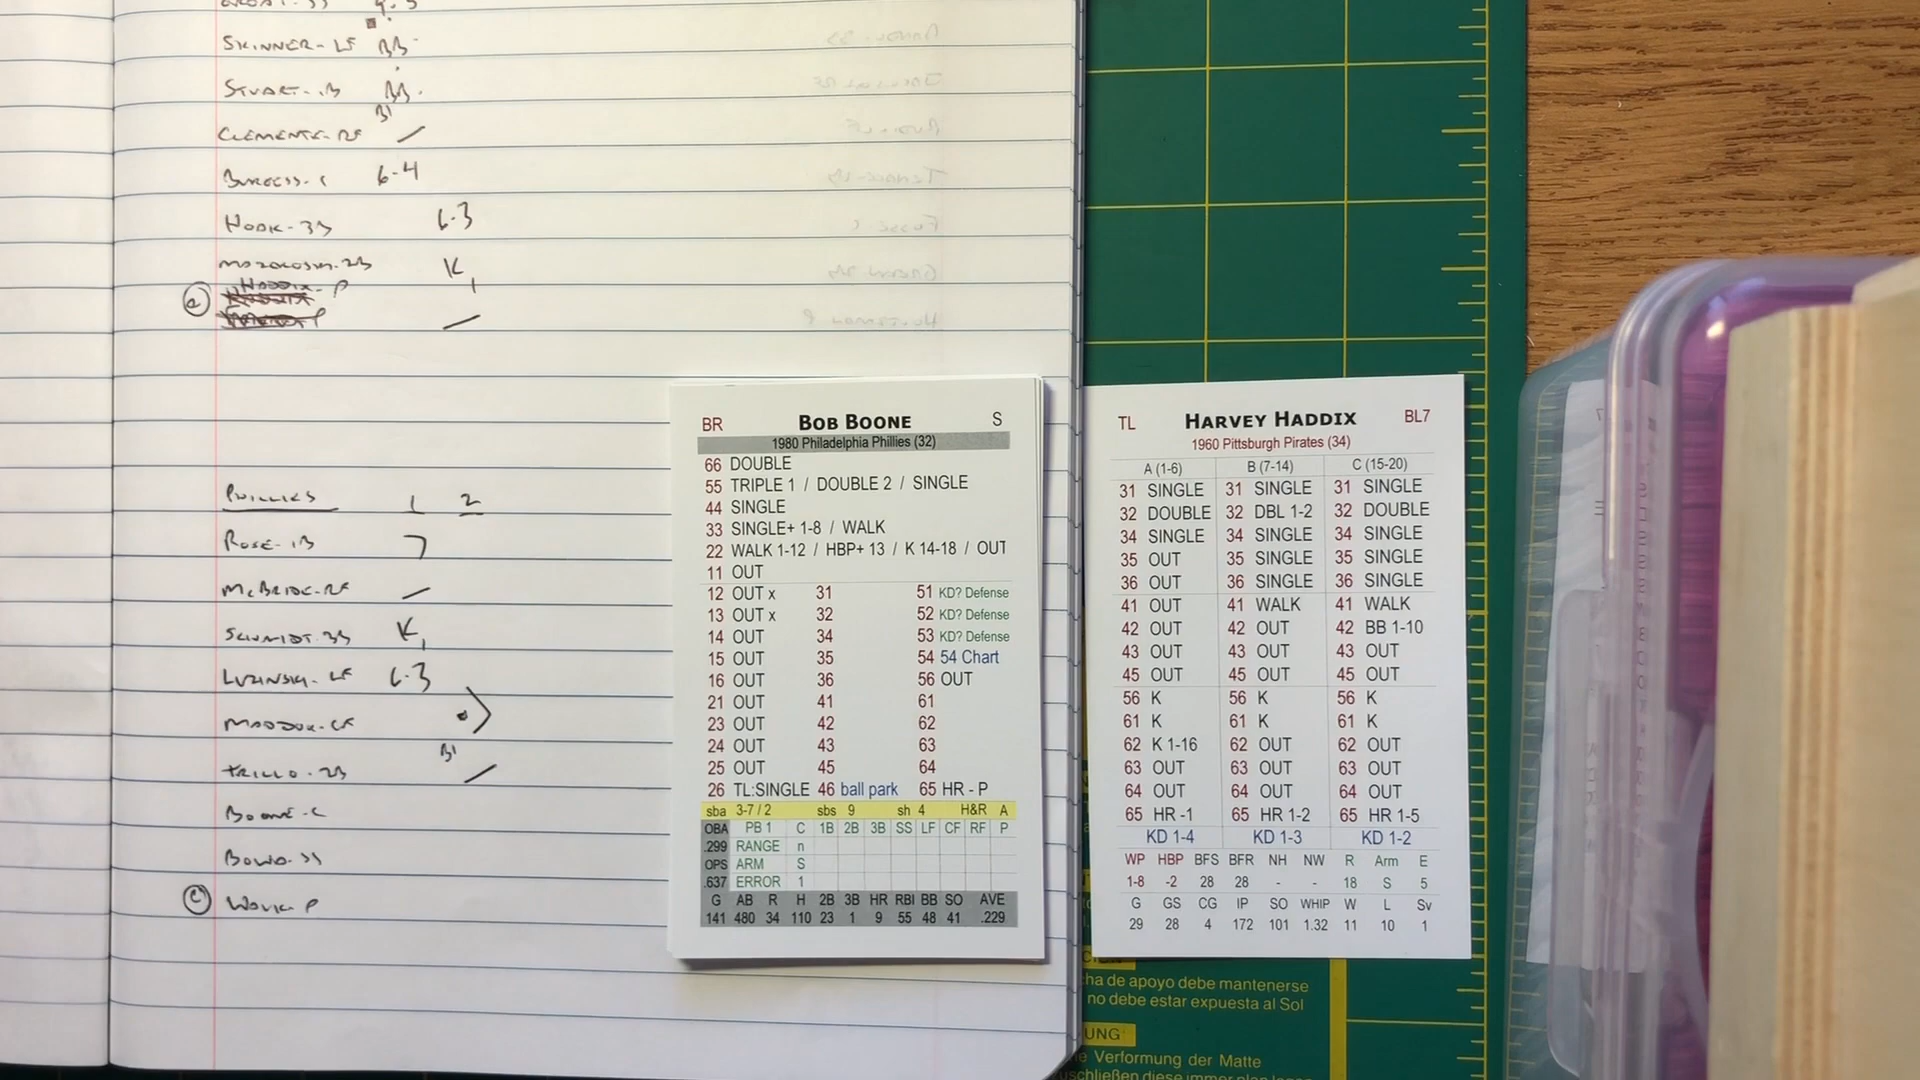 SKINNER-LF BB
STUART-1B BB
B1
CLEMENTE-RF
BURGESS-C 6-4
HOAK-3B 6-3
MAZEROSKI-2B K
HADDIX-P
PHILLIES 1 2
ROSE-1B 7
MCBRIDE-RF
SCHMIDT-3B K
LUZINSKI-LF 6-3
MADDOX-CF
B1
TRILLO-2B
BOONE-C
BOWA-SS
BR BOB BOONE S
1980 Philadelphia Phillies (32)
66 DOUBLE
55 TRIPLE 1 / DOUBLE 2 / SINGLE
44 SINGLE
33 SINGLE+ 1-8 / WALK
22 WALK 1-12 / HBP+ 13 / K 14-18 / OUT
11 OUT
12 OUT x 31 51 KD? Defense
13 OUT x 32 52 KD? Defense
14 OUT 34 53 KD? Defense
15 OUT 35 54 54 Chart
16 OUT 36 56 OUT
21 OUT 41 61
23 OUT 42 62
24 OUT 43 63
25 OUT 45 64
26 TL:SINGLE 46 ball park 65 HR - P
sba 3-7 / 2 sbs 9 sh 4 H&R A
OBA PB 1 C 1B 2B 3B SS LF CF RF P
.299 RANGE n
OPS ARM S
.637 ERROR 1
G AB R H 2B 3B HR RBI BB SO AVE
141 480 34 110 23 1 9 55 48 41 .229
TL HARVEY HADDIX BL7
1960 Pittsburgh Pirates (34)
A (1-6) B (7-14) C (15-20)
31 SINGLE 31 SINGLE 31 SINGLE
32 DOUBLE 32 DBL 1-2 32 DOUBLE
34 SINGLE 34 SINGLE 34 SINGLE
35 OUT 35 SINGLE 35 SINGLE
36 OUT 36 SINGLE 36 SINGLE
41 OUT 41 WALK 41 WALK
42 OUT 42 OUT 42 BB 1-10
43 OUT 43 OUT 43 OUT
45 OUT 45 OUT 45 OUT
56 K 56 K 56 K
61 K 61 K 61 K
62 K 1-16 62 OUT 62 OUT
63 OUT 63 OUT 63 OUT
64 OUT 64 OUT 64 OUT
65 HR -1 65 HR 1-2 65 HR 1-5
KD 1-4 KD 1-3 KD 1-2
WP HBP BFS BFR NH NW R Arm E
1-8 -2 28 28 - - 18 S 5
G GS CG IP SO WHIP W L Sv
29 28 4 172 101 1.32 11 10 1
ha de apoyo debe mantenerse
no debe estar expuesta al Sol
UNG
e Verformung der Matte